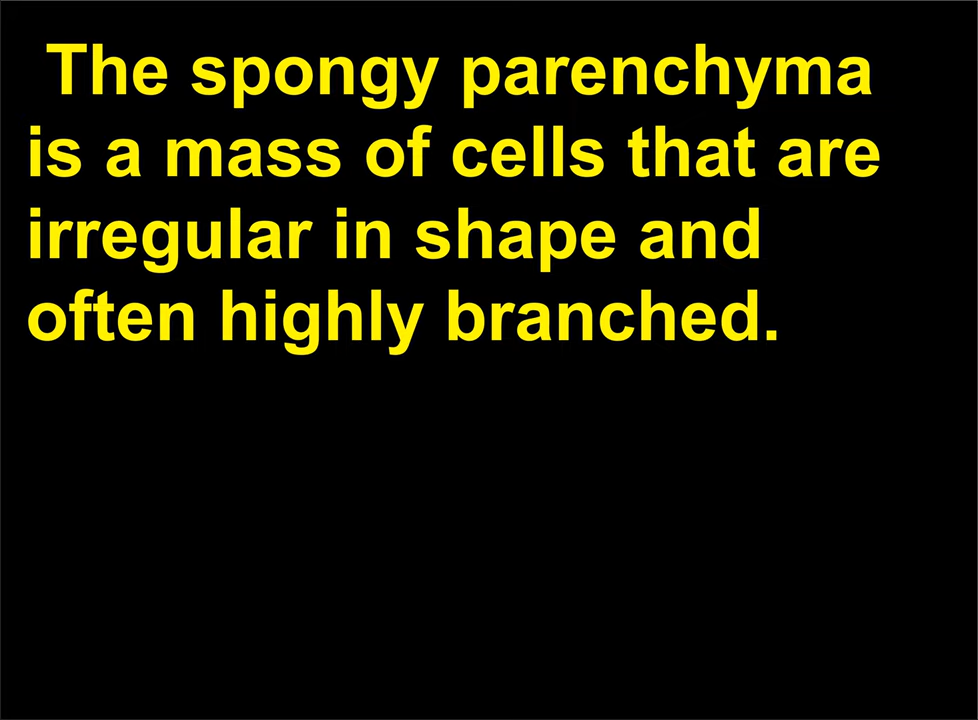 The spongy parenchyma
is a mass of cells that are
irregular in shape and
often highly branched.